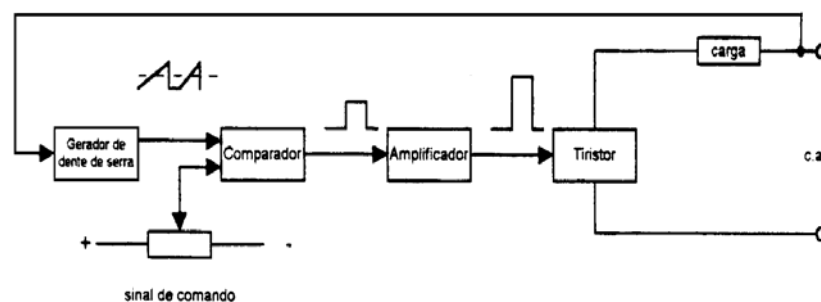 carga
Gerador de
dente de serra
Comparador
Amplificador
Tiristor
c.a
+
-
sinal de comando